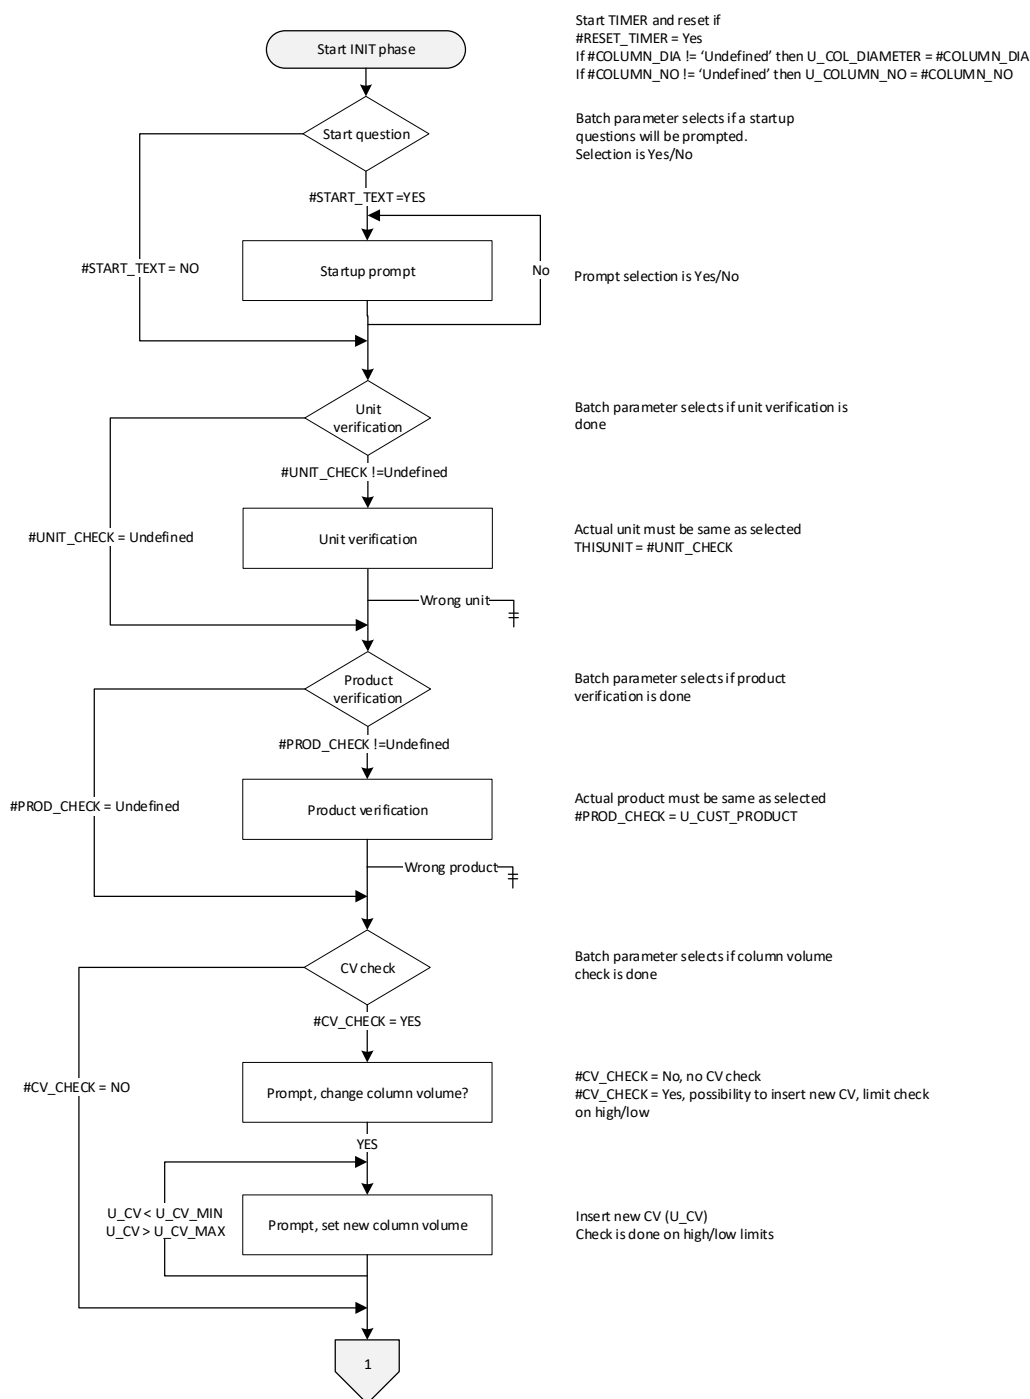 Start TIMER and reset if
#RESET_TIMER = Yes
If #COLUMN_DIA != ‘Undefined’ then U_COL_DIAMETER = #COLUMN_DIA
If #COLUMN_NO != ‘Undefined’ then U_COLUMN_NO = #COLUMN_NO
Start INIT phase
Batch parameter selects if a startup
questions will be prompted.
Selection is Yes/No
Start question
#START_TEXT =YES
#START_TEXT = NO
Startup prompt
No
Prompt selection is Yes/No
Unit
verification
Batch parameter selects if unit verification is
done
#UNIT_CHECK !=Undefined
#UNIT_CHECK = Undefined
Unit verification
Actual unit must be same as selected
THISUNIT = #UNIT_CHECK
Wrong unit
Product
verification
Batch parameter selects if product
verification is done
#PROD_CHECK !=Undefined
#PROD_CHECK = Undefined
Product verification
Actual product must be same as selected
#PROD_CHECK = U_CUST_PRODUCT
Wrong product
CV check
Batch parameter selects if column volume
check is done
#CV_CHECK = YES
#CV_CHECK = NO
Prompt, change column volume?
#CV_CHECK = No, no CV check
#CV_CHECK = Yes, possibility to insert new CV, limit check
on high/low
YES
U_CV < U_CV_MIN
U_CV > U_CV_MAX
Prompt, set new column volume
Insert new CV (U_CV)
Check is done on high/low limits
1